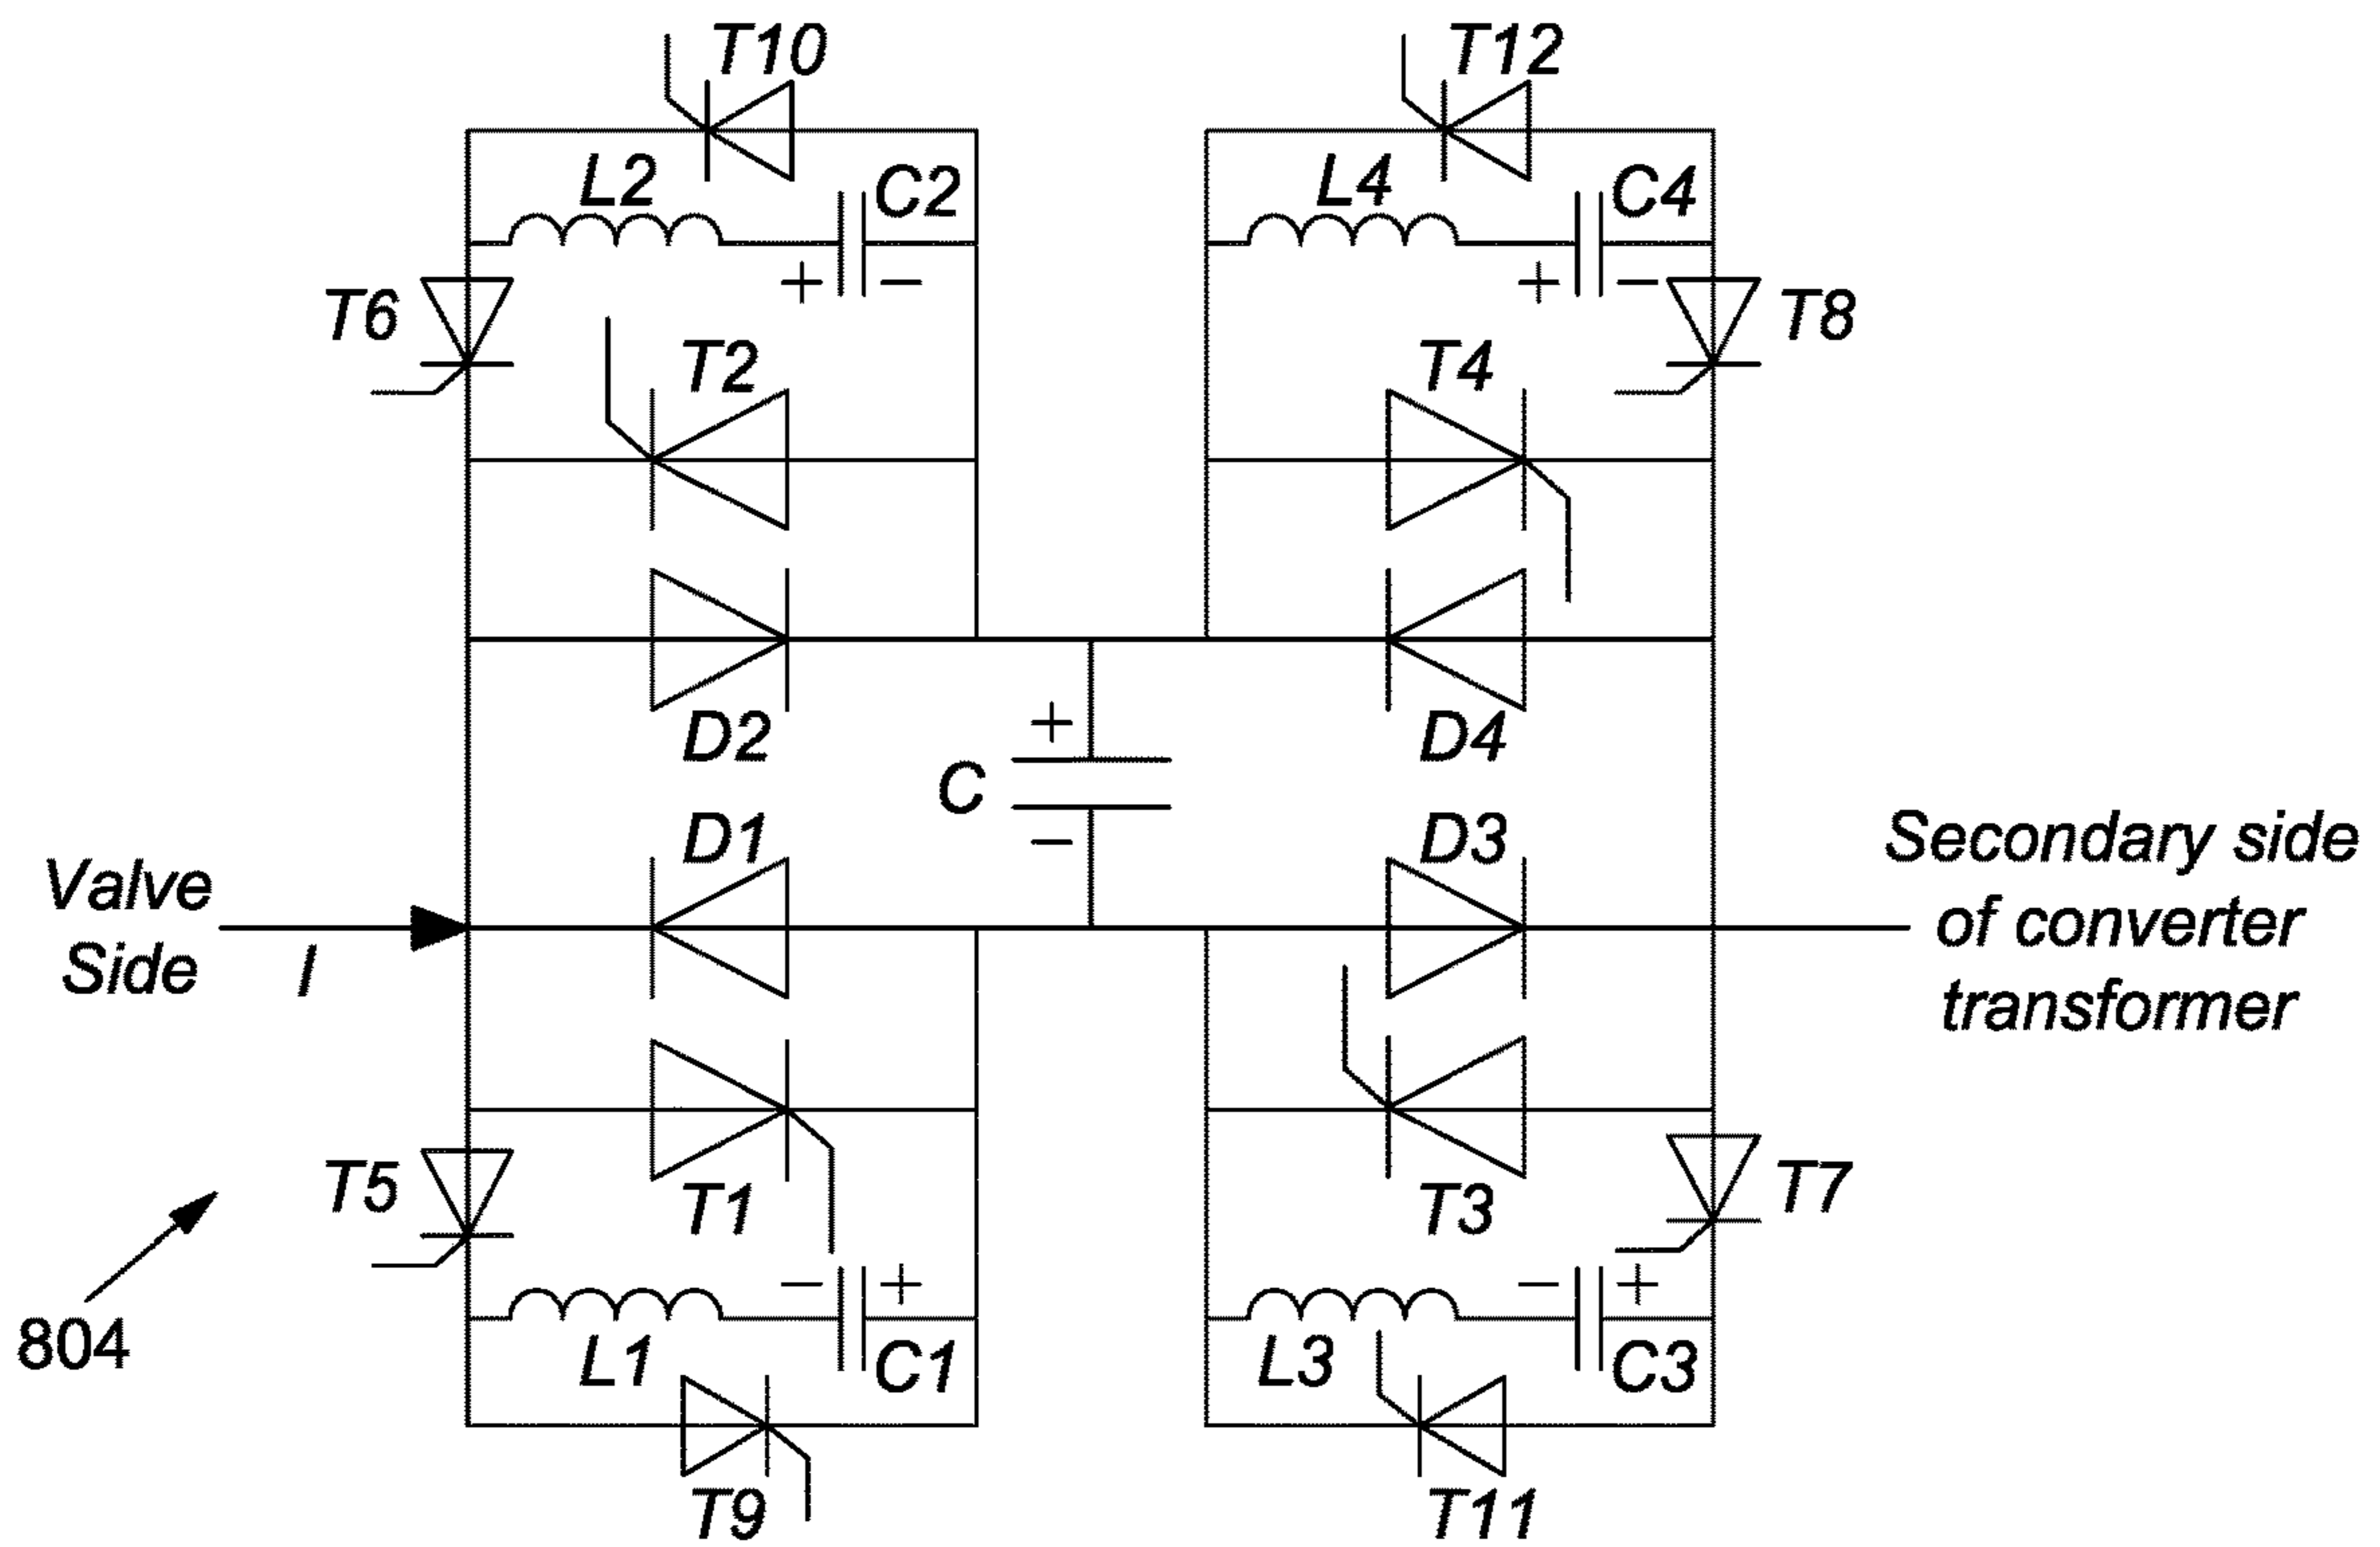 T10 T12
L2 C2 L4 C4
+ − + −
T6 T2 T4 T8
D2 + D4
C
D1 − D3
Valve
Side I
Secondary side
of converter
transformer
T5 T1 T3 T7
− + − +
804 L1 C1 L3 C3
T9 T11